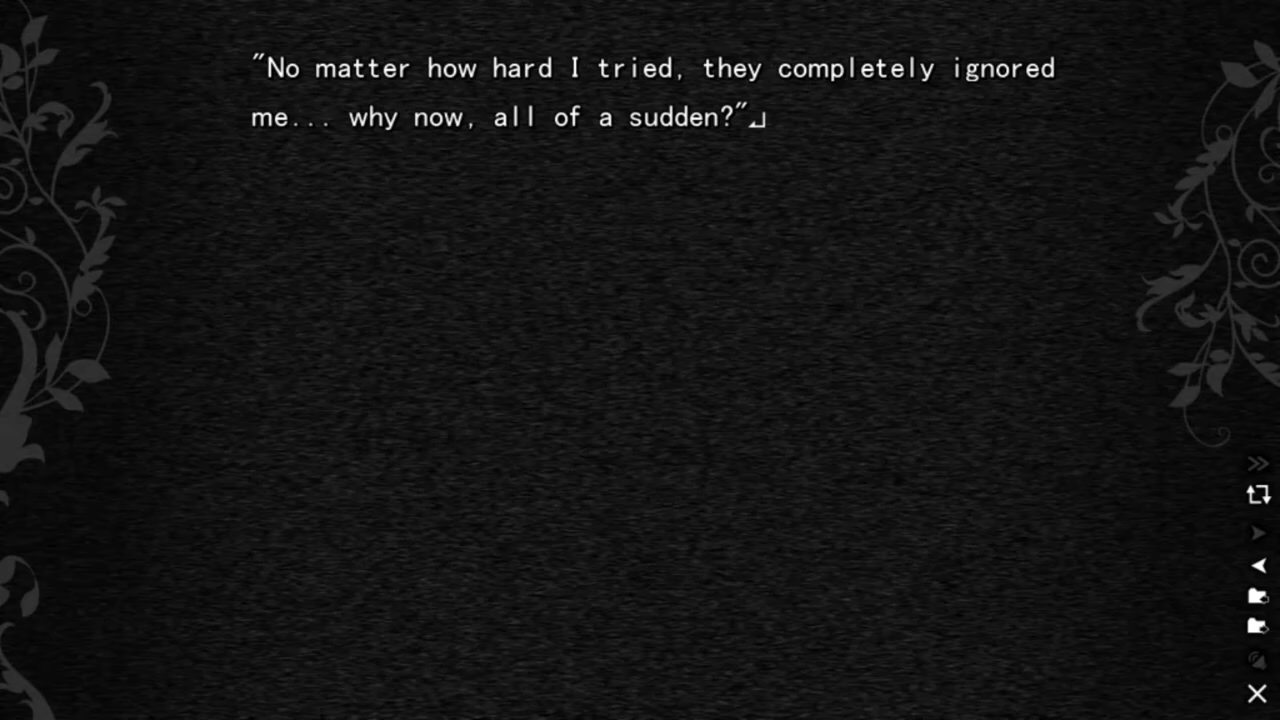 "No matter how hard I tried, they completely ignored
me... why now, all of a sudden?"